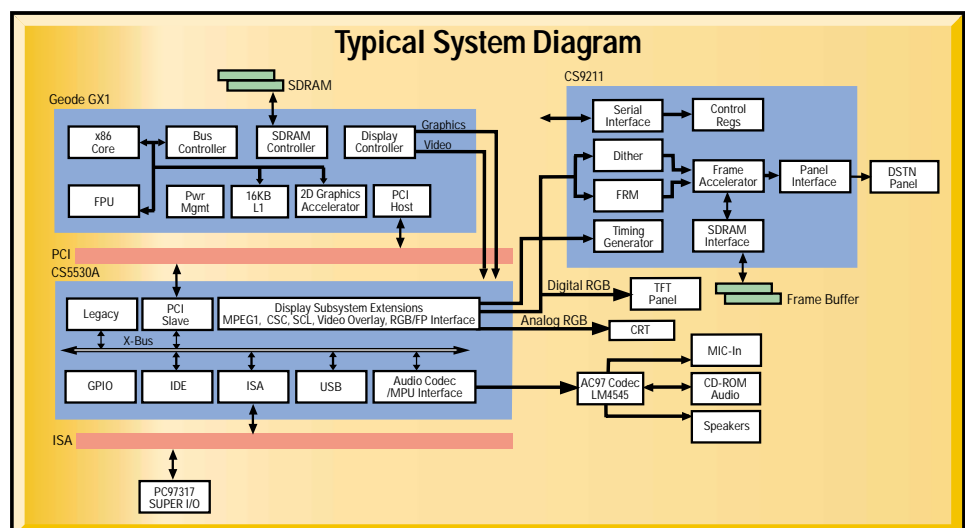 Typical System Diagram
SDRAM
Geode GX1
x86
Core
Bus
Controller
SDRAM
Controller
Display
Controller
Graphics
Video
FPU
Pwr
Mgmt
16KB
L1
2D Graphics
Accelerator
PCI
Host
PCI
CS5530A
Legacy
PCI
Slave
Display Subsystem Extensions
MPEG1, CSC, SCL, Video Overlay, RGB/FP Interface
X-Bus
GPIO
IDE
ISA
USB
Audio Codec
/MPU Interface
ISA
PC97317
SUPER I/O
CS9211
Serial
Interface
Control
Regs
Dither
FRM
Frame
Accelerator
Panel
Interface
DSTN
Panel
Timing
Generator
SDRAM
Interface
Frame Buffer
Digital RGB
TFT
Panel
Analog RGB
CRT
AC97 Codec
LM4545
MIC-In
CD-ROM
Audio
Speakers